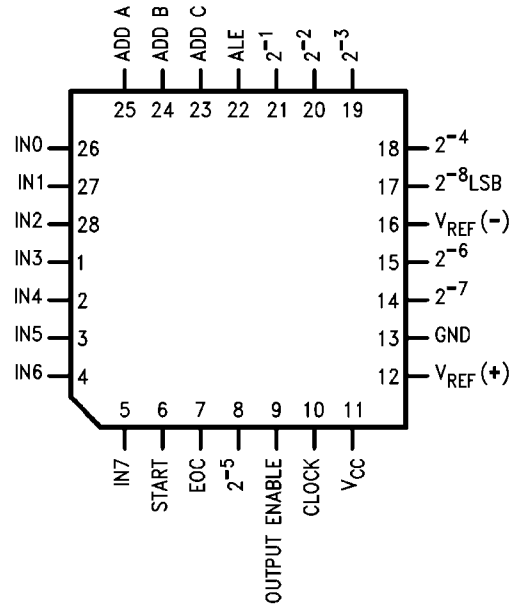 ADD A
ADD B
ADD C
ALE
2⁻¹
2⁻²
2⁻³
25 24 23 22 21 20 19
IN0 26
IN1 27
IN2 28
IN3 1
IN4 2
IN5 3
IN6 4
18 2⁻⁴
17 2⁻⁸LSB
16 VREF(−)
15 2⁻⁶
14 2⁻⁷
13 GND
12 VREF(+)
5 6 7 8 9 10 11
IN7
START
EOC
2⁻⁵
OUTPUT ENABLE
CLOCK
VCC